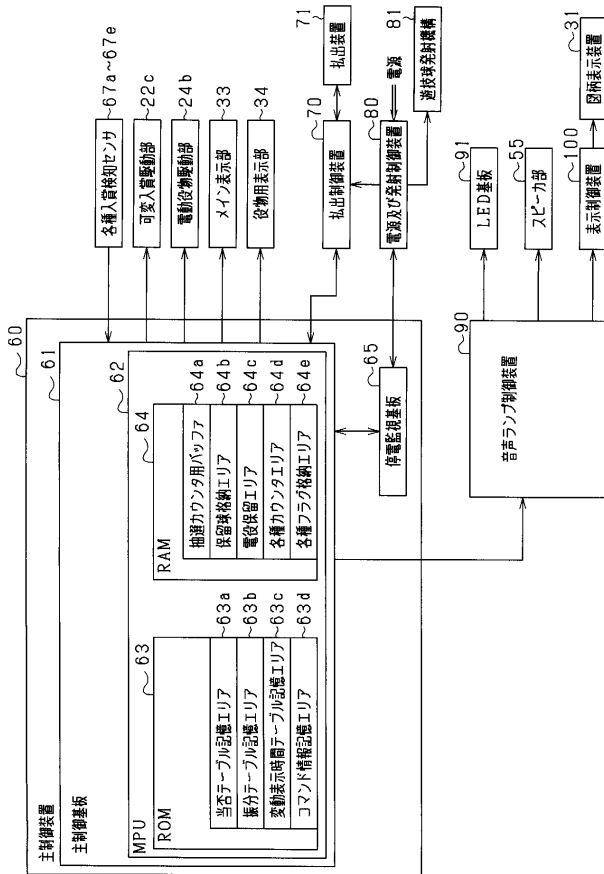 主制御装置
60
主制御基板
61
62
MPU
63
ROM
当否テーブル記憶エリア
63a
振分テーブル記憶エリア
63b
変動表示時間テーブル記憶エリア
63c
コマンド情報記憶エリア
63d
64
RAM
抽選カウンタ用バッファ
64a
保留球格納エリア
64b
電役保留エリア
64c
各種カウンタエリア
64d
各種フラグ格納エリア
64e
停電監視基板
65
各種入賞検知センサ
67a~67e
可変入賞駆動部
22c
電動役物駆動部
24b
メイン表示部
33
役物用表示部
34
払出制御装置
70
払出装置
71
電源及び発射制御装置
80
電源
遊技球発射機構
81
音声ランプ制御装置
90
LED基板
91
スピーカ部
55
表示制御装置
100
図柄表示装置
31